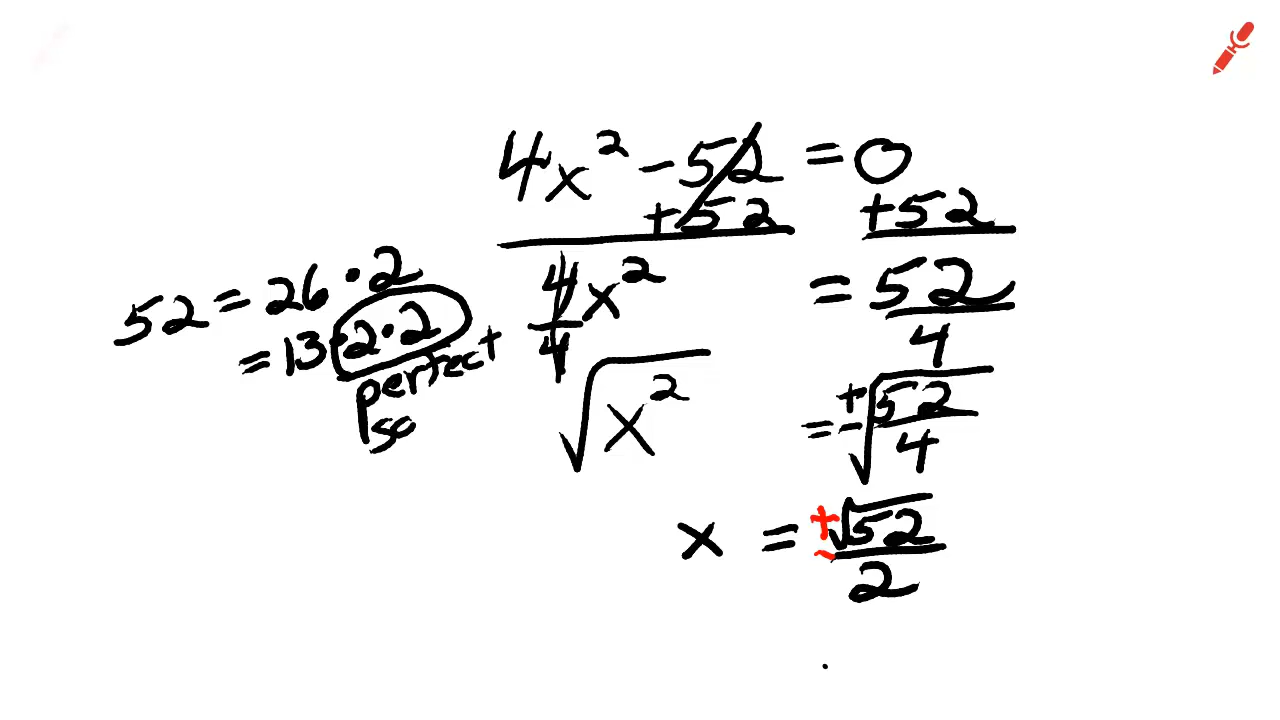 4x² - 52 = 0
+52 +52
4x² = 52
4 4
52 = 26 · 2
= 13 · 2 · 2
perfect
sq
√x² = ±√52/4
x = ±√52/2